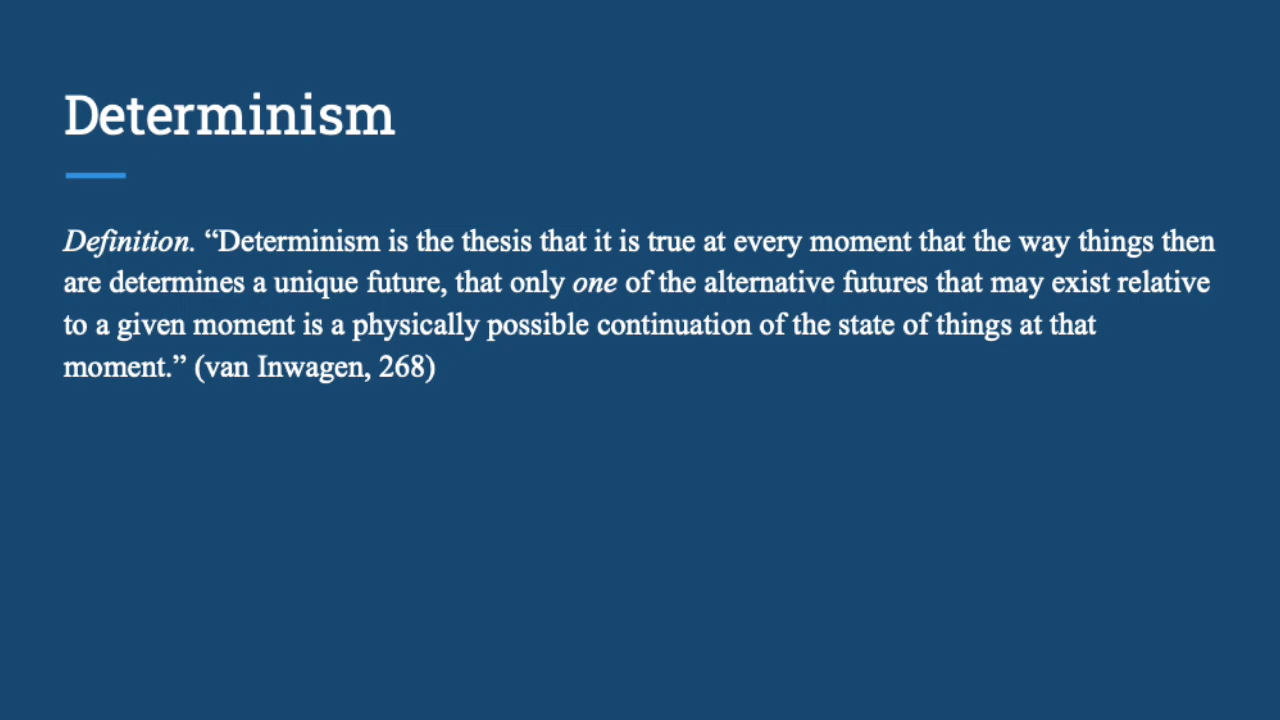 Determinism
Definition. “Determinism is the thesis that it is true at every moment that the way things then
are determines a unique future, that only one of the alternative futures that may exist relative
to a given moment is a physically possible continuation of the state of things at that
moment.” (van Inwagen, 268)